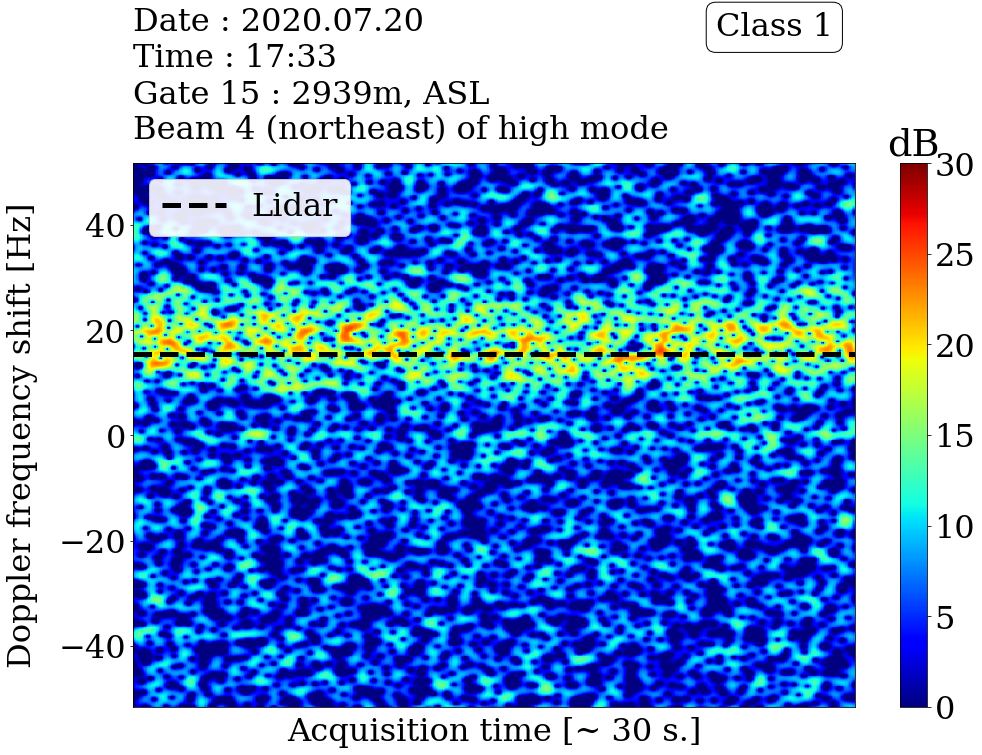 Date : 2020.07.20
Time : 17:33
Gate 15 : 2939m, ASL
Beam 4 (northeast) of high mode
Class 1
dB
Lidar
Doppler frequency shift [Hz]
40
20
0
−20
−40
Acquisition time [~ 30 s.]
30
25
20
15
10
5
0